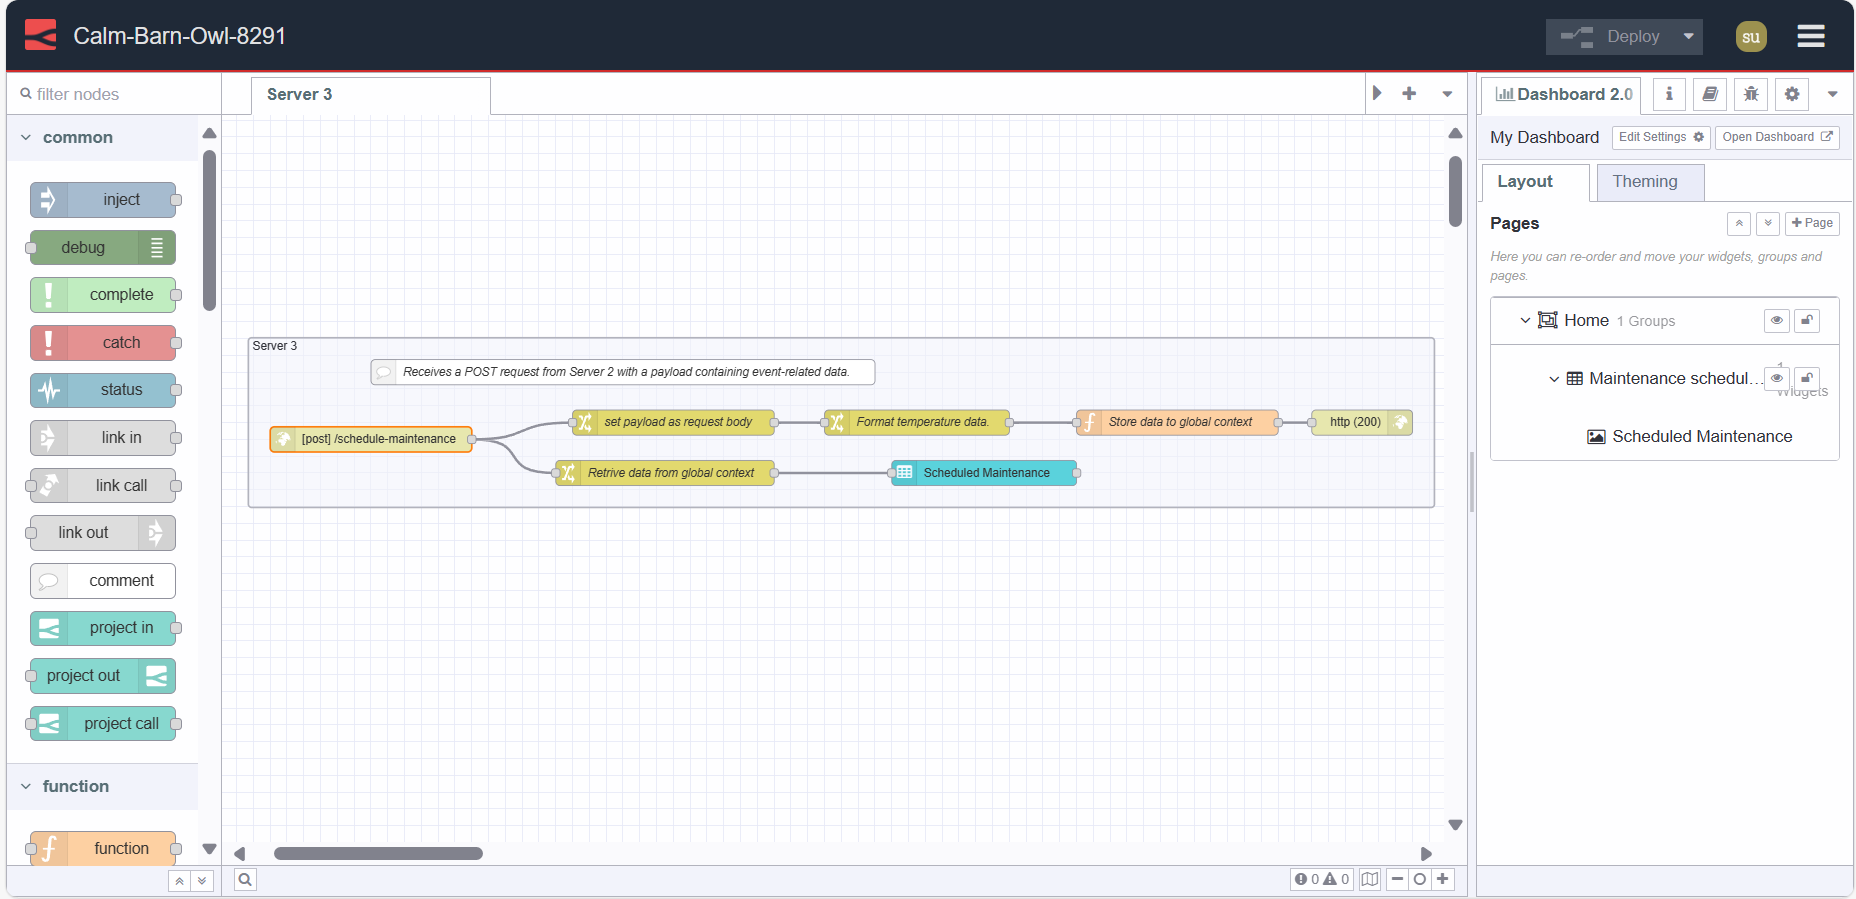 Calm-Barn-Owl-8291
Deploy
su
filter nodes
Server 3
Dashboard 2.0
common
My Dashboard
Edit Settings
Open Dashboard
Layout
Theming
inject
Pages
Page
debug
Here you can re-order and move your widgets, groups and
pages.
complete
Home 1 Groups
catch
Server 3
Receives a POST request from Server 2 with a payload containing event-related data.
status
Maintenance schedul...
1
Widgets
set payload as request body
Format temperature data.
Store data to global context
http (200)
link in
[post] /schedule-maintenance
Scheduled Maintenance
Retrive data from global context
Scheduled Maintenance
link call
link out
comment
project in
project out
project call
function
function
0
0